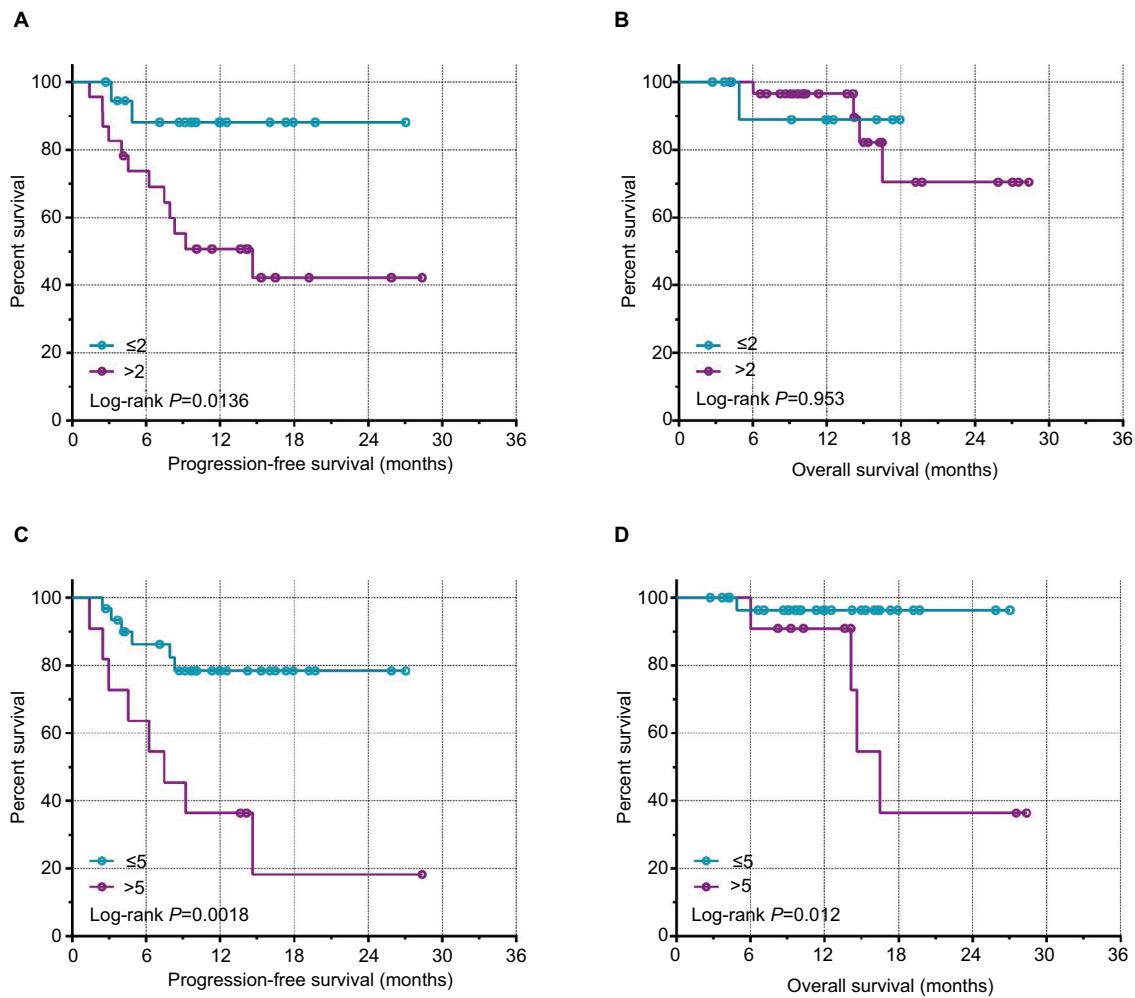 A
100
80
60
40
20
0
Percent survival
≤2
>2
Log-rank P=0.0136
0 6 12 18 24 30 36
Progression-free survival (months)
B
100
80
60
40
20
0
Percent survival
≤2
>2
Log-rank P=0.953
0 6 12 18 24 30 36
Overall survival (months)
C
100
80
60
40
20
0
Percent survival
≤5
>5
Log-rank P=0.0018
0 6 12 18 24 30 36
Progression-free survival (months)
D
100
80
60
40
20
0
Percent survival
≤5
>5
Log-rank P=0.012
0 6 12 18 24 30 36
Overall survival (months)